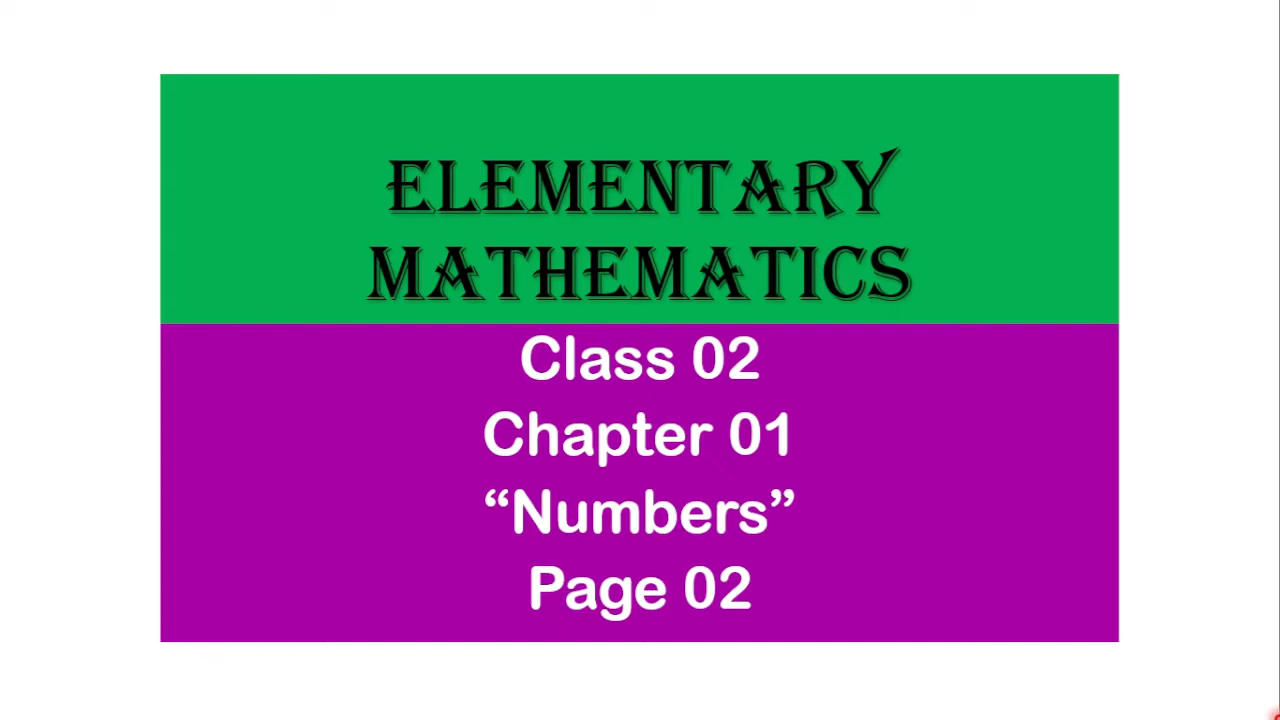 ELEMENTARY
MATHEMATICS
Class 02
Chapter 01
“Numbers”
Page 02